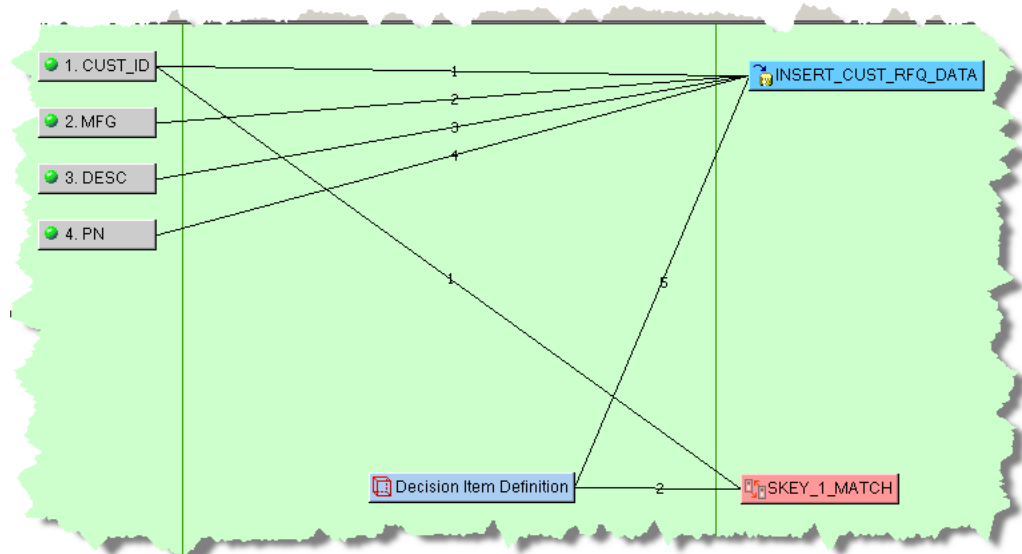 1. CUST_ID
1
INSERT_CUST_RFQ_DATA
2. MFG
2
3
3. DESC
4
4. PN
1
5
Decision Item Definition
2
SKEY_1_MATCH